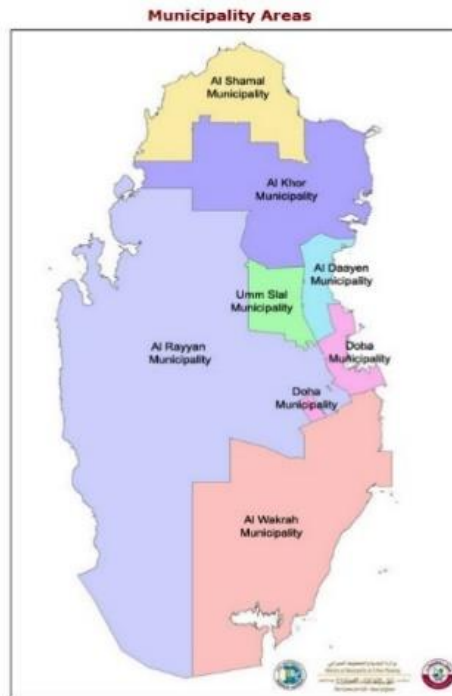 Municipality Areas
Al Shamal
Municipality
Al Khor
Municipality
Al Daayen
Municipality
Umm Slal
Municipality
Al Rayyan
Municipality
Doha
Municipality
Doha
Municipality
Al Wakrah
Municipality